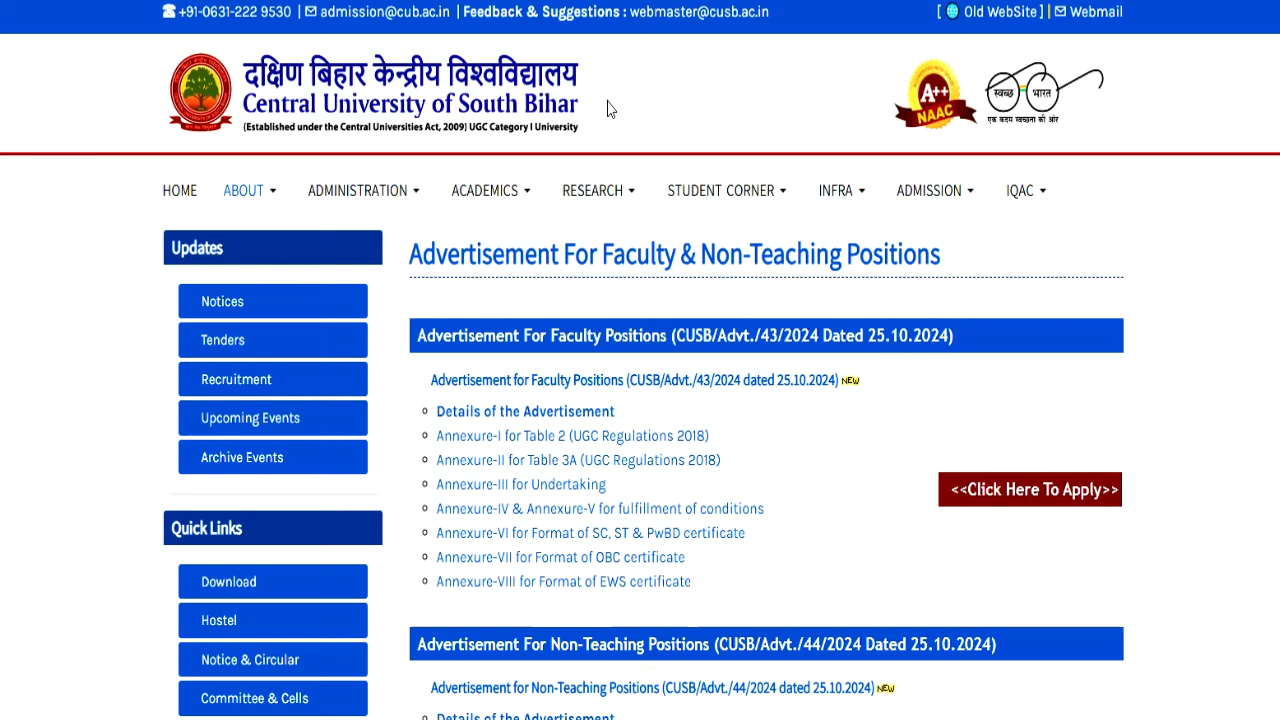 +91-0631-222 9530 | admission@cub.ac.in | Feedback & Suggestions : webmaster@cusb.ac.in [ Old WebSite ] | Webmail
दक्षिण बिहार केन्द्रीय विश्वविद्यालय
Central University of South Bihar
(Established under the Central Universities Act, 2009) UGC Category I University
A++
NAAC
स्वच्छ भारत
एक कदम स्वच्छता की ओर
HOME ABOUT ADMINISTRATION ACADEMICS RESEARCH STUDENT CORNER INFRA ADMISSION IQAC
Updates
Notices
Tenders
Recruitment
Upcoming Events
Archive Events
Quick Links
Download
Hostel
Notice & Circular
Committee & Cells
Advertisement For Faculty & Non-Teaching Positions
Advertisement For Faculty Positions (CUSB/Advt./43/2024 Dated 25.10.2024)
Advertisement for Faculty Positions (CUSB/Advt./43/2024 dated 25.10.2024) NEW
Details of the Advertisement
Annexure-I for Table 2 (UGC Regulations 2018)
Annexure-II for Table 3A (UGC Regulations 2018)
Annexure-III for Undertaking
<<Click Here To Apply>>
Annexure-IV & Annexure-V for fulfillment of conditions
Annexure-VI for Format of SC, ST & PwBD certificate
Annexure-VII for Format of OBC certificate
Annexure-VIII for Format of EWS certificate
Advertisement For Non-Teaching Positions (CUSB/Advt./44/2024 Dated 25.10.2024)
Advertisement for Non-Teaching Positions (CUSB/Advt./44/2024 dated 25.10.2024) NEW
Details of the Advertisement